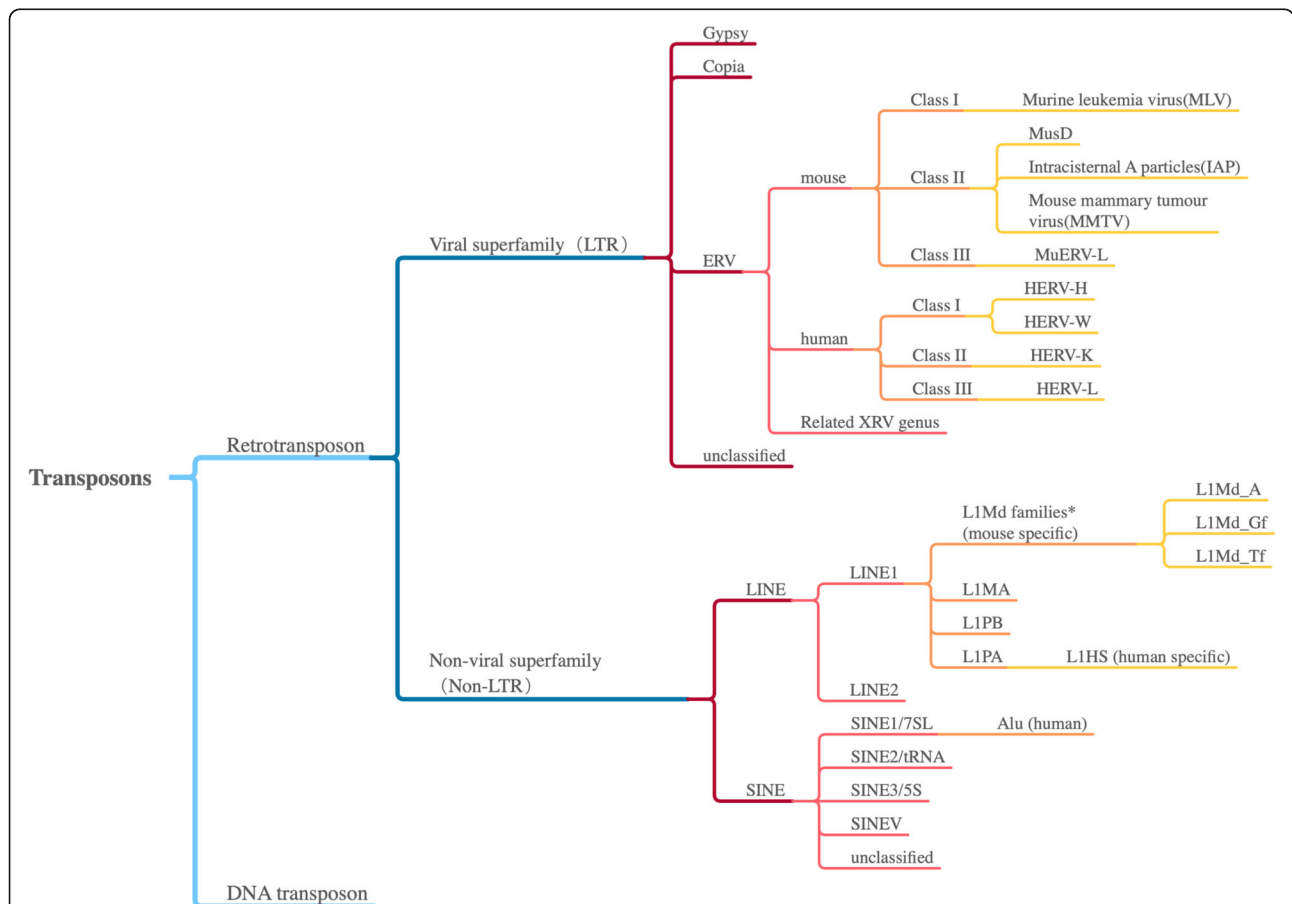 Gypsy
Copia
Class I
Murine leukemia virus(MLV)
MusD
mouse
Class II
Intracisternal A particles(IAP)
Mouse mammary tumour
virus(MMTV)
Viral superfamily（LTR）
ERV
Class III
MuERV-L
HERV-H
Class I
HERV-W
human
Class II
HERV-K
Class III
HERV-L
Related XRV genus
Retrotransposon
unclassified
Transposons
L1Md_A
L1Md families*
(mouse specific)
L1Md_Gf
L1Md_Tf
LINE1
LINE
L1MA
L1PB
Non-viral superfamily
（Non-LTR）
L1PA
L1HS (human specific)
LINE2
SINE1/7SL
Alu (human)
SINE2/tRNA
SINE
SINE3/5S
SINEV
unclassified
DNA transposon